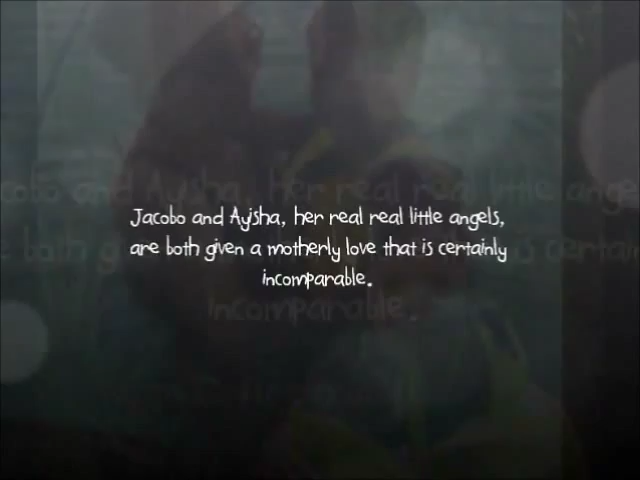 Jacobo and Ayisha, her real real little angels,
are both given a motherly love that is certainly
incomparable.